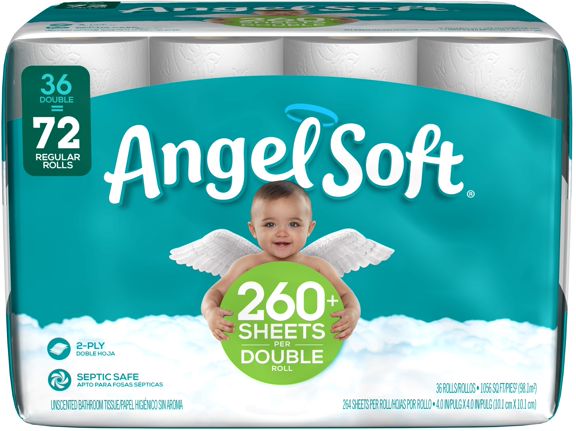 260+
36
DOUBLE
=
72
REGULAR
ROLLS
Angel Soft®
260+
SHEETS
PER
DOUBLE
ROLL
2-PLY
DOBLE HOJA
SEPTIC SAFE
APTO PARA FOSAS SÉPTICAS
UNSCENTED BATHROOM TISSUE/PAPEL HIGIÉNICO SIN AROMA
36 ROLLS/ROLLOS • 1056 SQ FT/PIES² (98.1m²)
264 SHEETS PER ROLL/HOJAS POR ROLLO • 4.0 IN/PULG X 4.0 IN/PULG (10.1 cm X 10.1 cm)